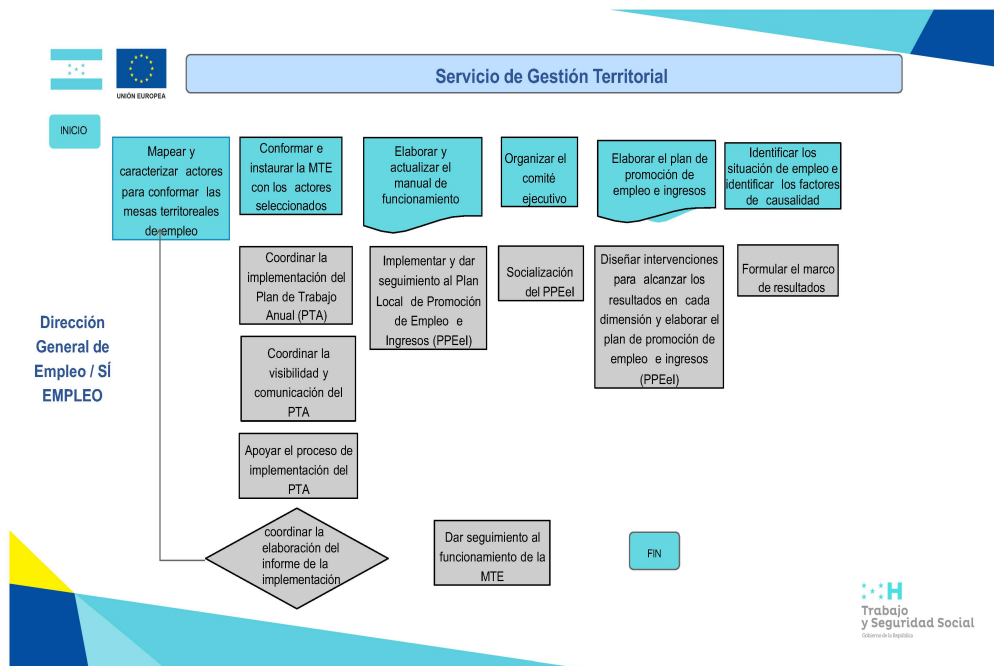 Servicio de Gestión Territorial
UNIÓN EUROPEA
INICIO
Mapear y
caracterizar actores
para conformar las
mesas territoreales
de empleo
Conformar e
instaurar la MTE
con los actores
seleccionados
Elaborar y
actualizar el
manual de
funcionamiento
Organizar el
comité
ejecutivo
Elaborar el plan de
promoción de
empleo e ingresos
Identificar los
situación de empleo e
identificar los factores
de causalidad
Coordinar la
implementación del
Plan de Trabajo
Anual (PTA)
Implementar y dar
seguimiento al Plan
Local de Promoción
de Empleo e
Ingresos (PPEeI)
Socialización
del PPEeI
Diseñar intervenciones
para alcanzar los
resultados en cada
dimensión y elaborar el
plan de promoción de
empleo e ingresos
(PPEeI)
Formular el marco
de resultados
Dirección
General de
Empleo / SÍ
EMPLEO
Coordinar la
visibilidad y
comunicación del
PTA
Apoyar el proceso de
implementación del
PTA
coordinar la
elaboración del
informe de la
implementación
Dar seguimiento al
funcionamiento de la
MTE
FIN
H
Trabajo
y Seguridad Social
Gobierno de la República